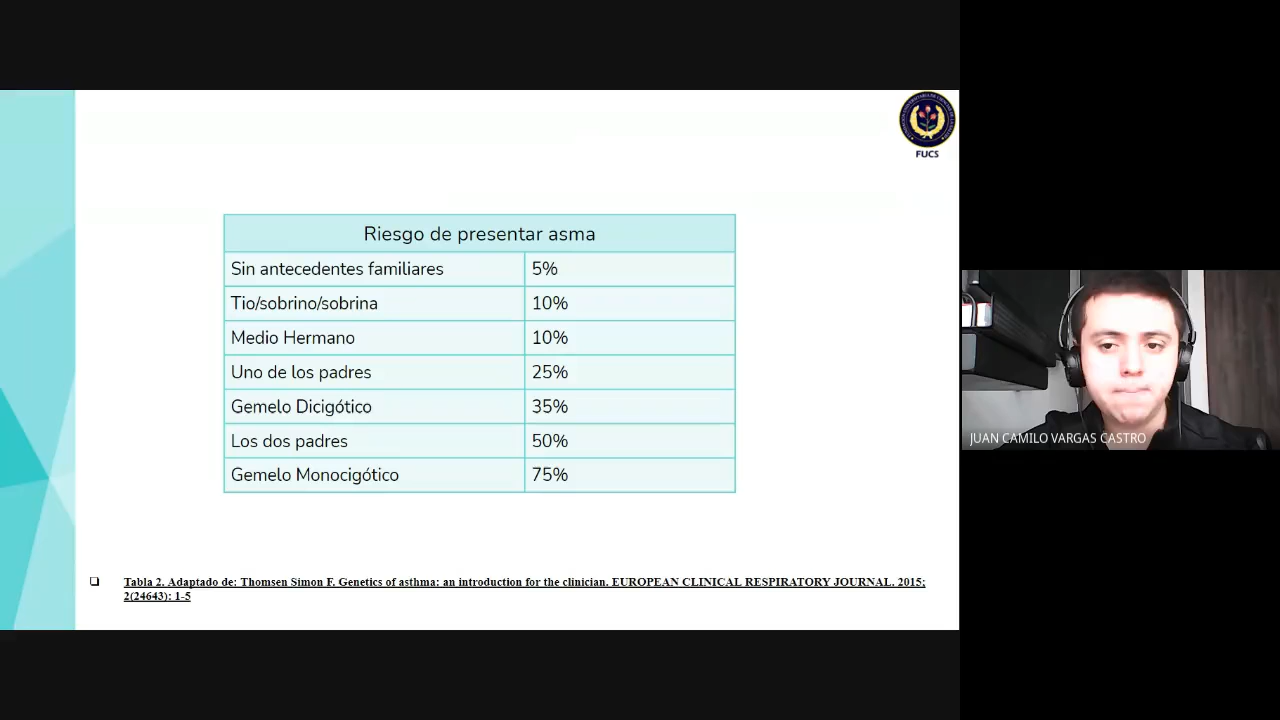 FUCS
Riesgo de presentar asma
Sin antecedentes familiares 5%
Tio/sobrino/sobrina 10%
Medio Hermano 10%
Uno de los padres 25%
Gemelo Dicigótico 35%
Los dos padres 50%
Gemelo Monocigótico 75%
Tabla 2. Adaptado de: Thomsen Simon F. Genetics of asthma: an introduction for the clinician. EUROPEAN CLINICAL RESPIRATORY JOURNAL. 2015;
2(24643): 1-5
JUAN CAMILO VARGAS CASTRO